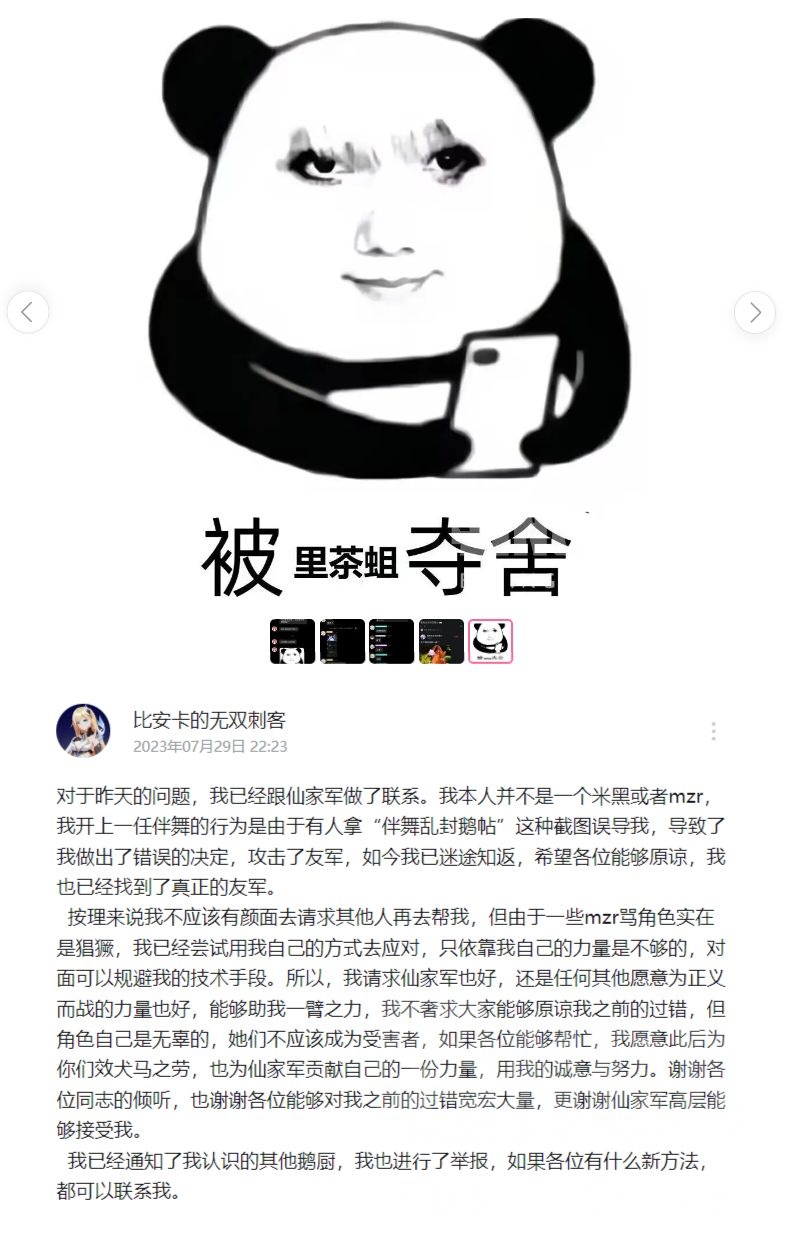 被里茶蛆夺舍
比安卡的无双刺客
2023年07月29日 22:23
对于昨天的问题，我已经跟仙家军做了联系。我本人并不是一个米黑或者mzr，
我开上一任伴舞的行为是由于有人拿“伴舞乱封鹅帖”这种截图误导我，导致了
我做出了错误的决定，攻击了友军，如今我已迷途知返，希望各位能够原谅，我
也已经找到了真正的友军。
按理来说我不应该有颜面去请求其他人再去帮我，但由于一些mzr骂角色实在
是猖獗，我已经尝试用我自己的方式去应对，只依靠我自己的力量是不够的，对
面可以规避我的技术手段。所以，我请求仙家军也好，还是任何其他愿意为正义
而战的力量也好，能够助我一臂之力，我不奢求大家能够原谅我之前的过错，但
角色自己是无辜的，她们不应该成为受害者，如果各位能够帮忙，我愿意此后为
你们效犬马之劳，也为仙家军贡献自己的一份力量，用我的诚意与努力。谢谢各
位同志的倾听，也谢谢各位能够对我之前的过错宽宏大量，更谢谢仙家军高层能
够接受我。
我已经通知了我认识的其他鹅厨，我也进行了举报，如果各位有什么新方法，
都可以联系我。